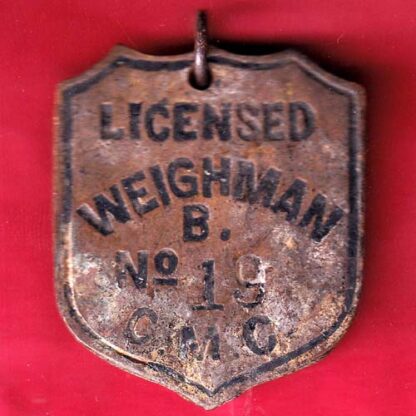 LICENSED
WEIGHMAN
B.
No 19
C.M.C.